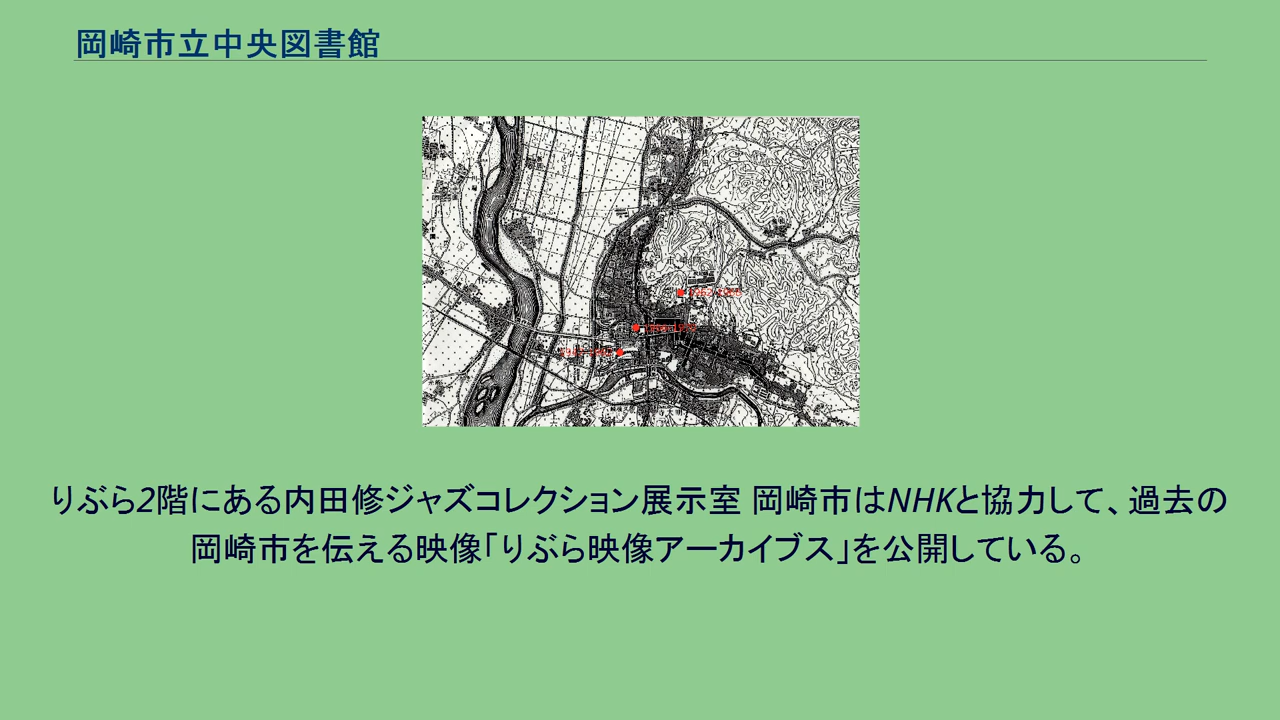 岡崎市立中央図書館
りぶら2階にある内田修ジャズコレクション展示室 岡崎市はNHKと協力して、過去の
岡崎市を伝える映像「りぶら映像アーカイブス」を公開している。